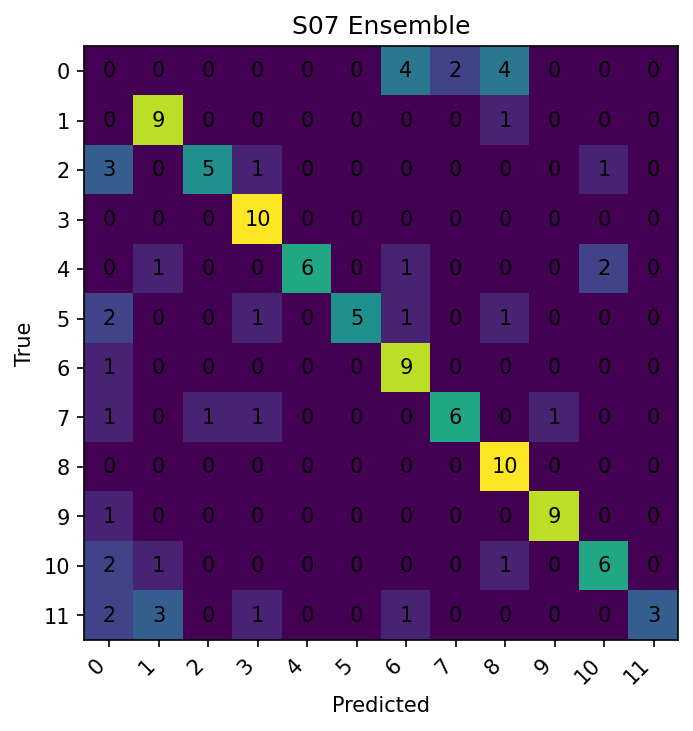 S07 Ensemble
0 0 0 0 0 0 0 4 2 4 0 0 0
1 0 9 0 0 0 0 0 0 1 0 0 0
2 3 0 5 1 0 0 0 0 0 0 1 0
3 0 0 0 10 0 0 0 0 0 0 0 0
4 0 1 0 0 6 0 1 0 0 0 2 0
5 2 0 0 1 0 5 1 0 1 0 0 0
6 1 0 0 0 0 0 9 0 0 0 0 0
7 1 0 1 1 0 0 0 6 0 1 0 0
8 0 0 0 0 0 0 0 0 10 0 0 0
9 1 0 0 0 0 0 0 0 0 9 0 0
10 2 1 0 0 0 0 0 0 1 0 6 0
11 2 3 0 1 0 0 1 0 0 0 0 3
True
0 1 2 3 4 5 6 7 8 9 10 11
Predicted